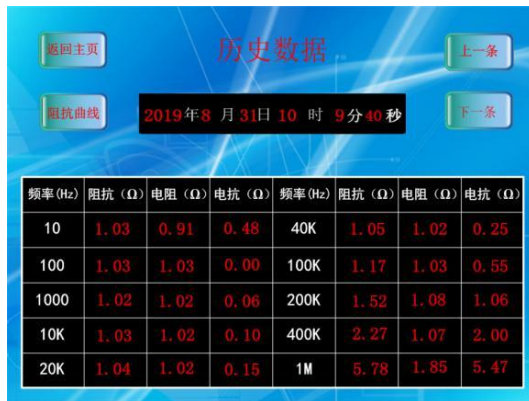 返回主页 历史数据 上一条
阻抗曲线 2019年8 月31日10 时 9分40秒 下一条
频率(Hz) 阻抗（Ω） 电阻（Ω） 电抗（Ω） 频率(Hz) 阻抗（Ω） 电阻（Ω） 电抗（Ω）
10 1.03 0.91 0.48 40K 1.05 1.02 0.25
100 1.03 1.03 0.00 100K 1.17 1.03 0.55
1000 1.02 1.02 0.06 200K 1.52 1.08 1.06
10K 1.03 1.02 0.10 400K 2.27 1.07 2.00
20K 1.04 1.02 0.15 1M 5.78 1.85 5.47